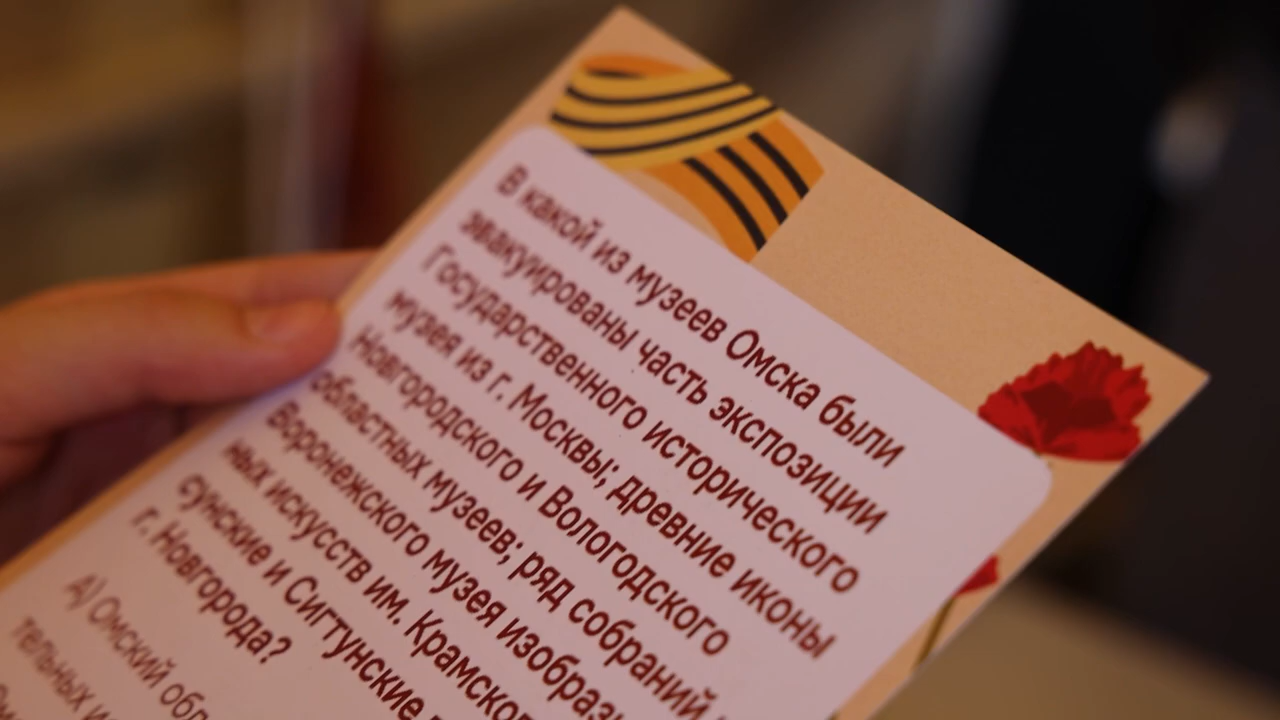 В какой из музеев Омска были
эвакуированы часть экспозиции
Государственного исторического
музея из г. Москвы; древние иконы
Новгородского и Вологодского
областных музеев; ряд собраний
Воронежского музея изобрази
ных искусств им. Крамског
сунские и Сигтунские
г. Новгорода?
А) Омский обл
тельных и